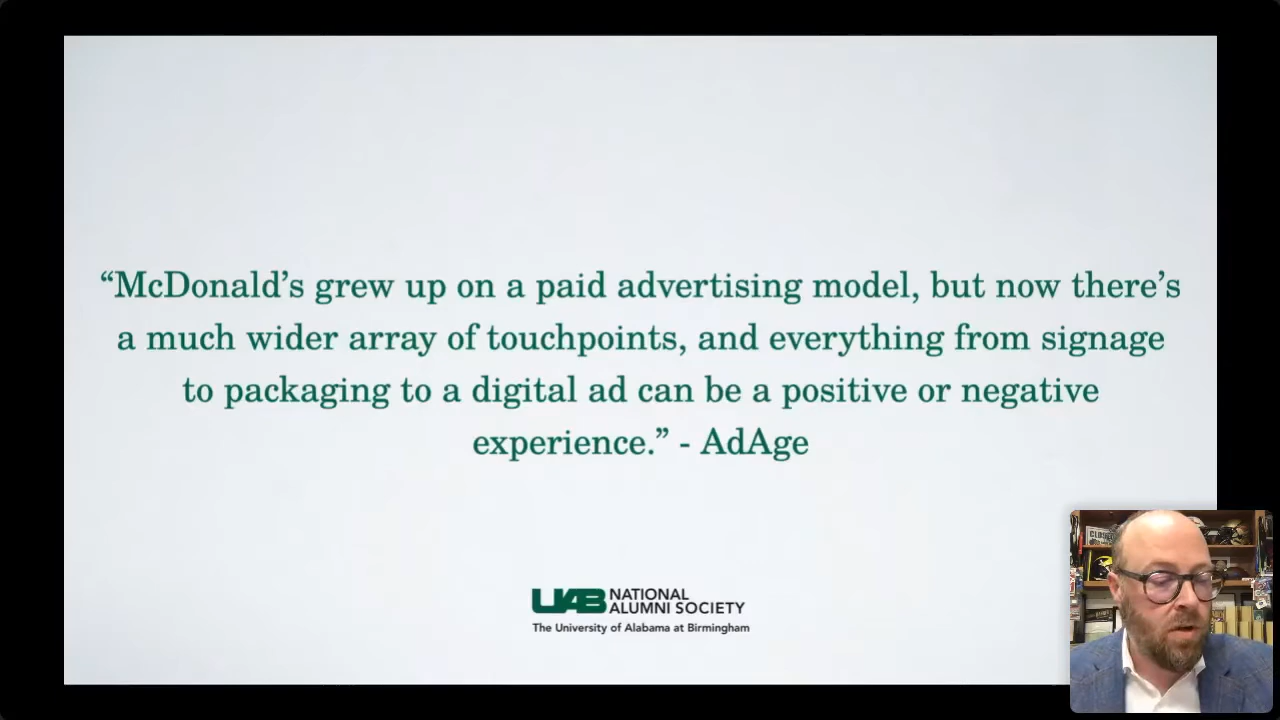 “McDonald’s grew up on a paid advertising model, but now there’s
a much wider array of touchpoints, and everything from signage
to packaging to a digital ad can be a positive or negative
experience.” - AdAge
UAB NATIONAL
ALUMNI SOCIETY
The University of Alabama at Birmingham